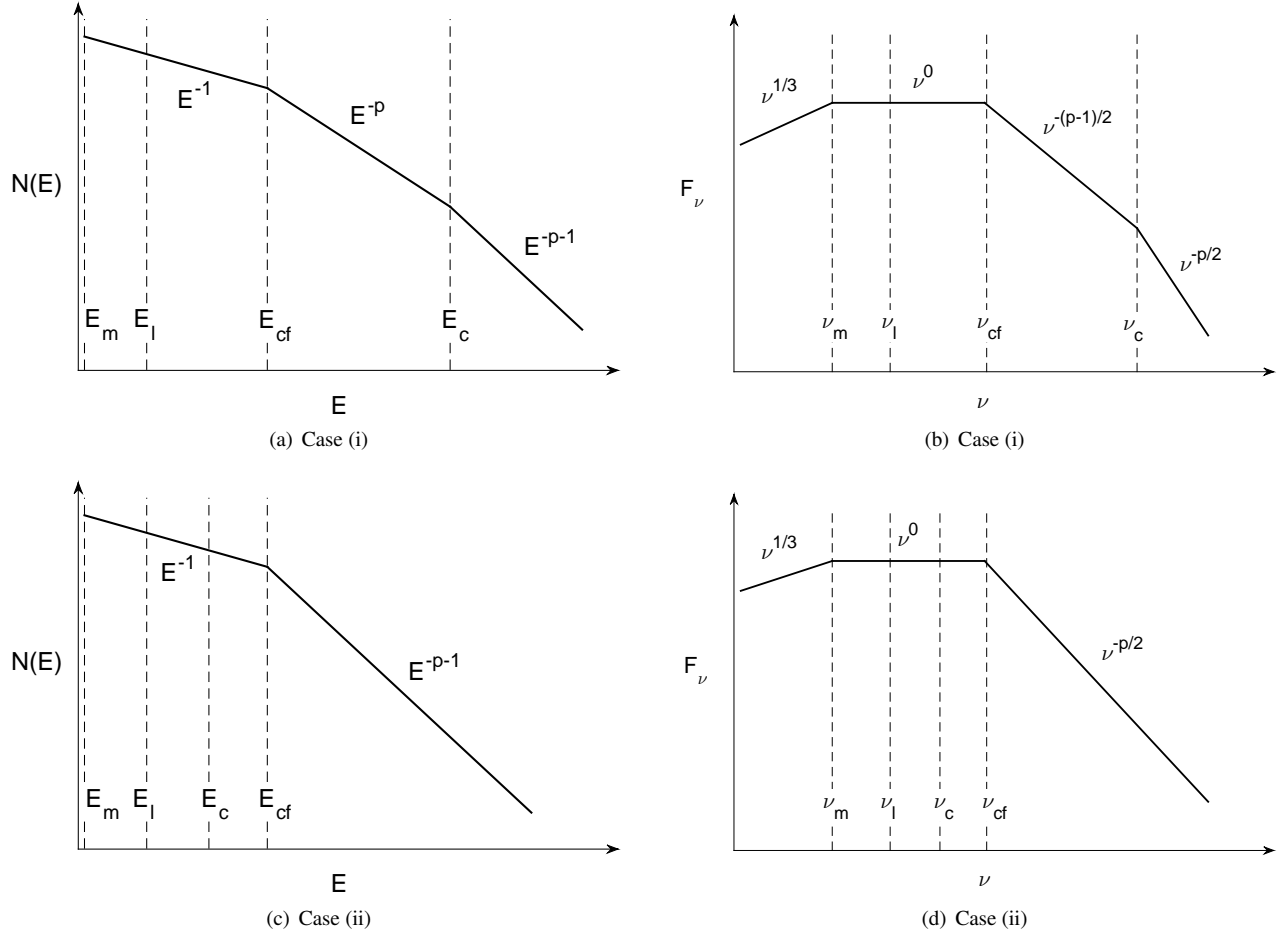 E^-1
E^-p
N(E)
E^-p-1
E_m E_l E_cf E_c
E
(a) Case (i)
ν^1/3
ν^0
ν^-(p-1)/2
F_ν
ν^-p/2
ν_m ν_l ν_cf ν_c
ν
(b) Case (i)
E^-1
N(E)
E^-p-1
E_m E_l E_c E_cf
E
(c) Case (ii)
ν^1/3
ν^0
F_ν
ν^-p/2
ν_m ν_l ν_c ν_cf
ν
(d) Case (ii)